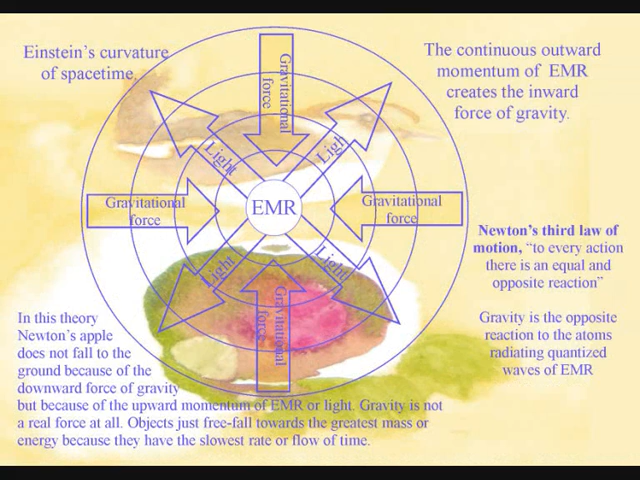 Einstein's curvature
of spacetime.
The continuous outward
momentum of EMR
creates the inward
force of gravity.
Gravitational
force
Light
Light
Gravitational
force
EMR
Gravitational
force
Light
Light
Gravitational
force
Newton's third law of
motion, “to every action
there is an equal and
opposite reaction”
Gravity is the opposite
reaction to the atoms
radiating quantized
waves of EMR
In this theory
Newton's apple
does not fall to the
ground because of the
downward force of gravity
but because of the upward momentum of EMR or light. Gravity is not
a real force at all. Objects just free-fall towards the greatest mass or
energy because they have the slowest rate or flow of time.